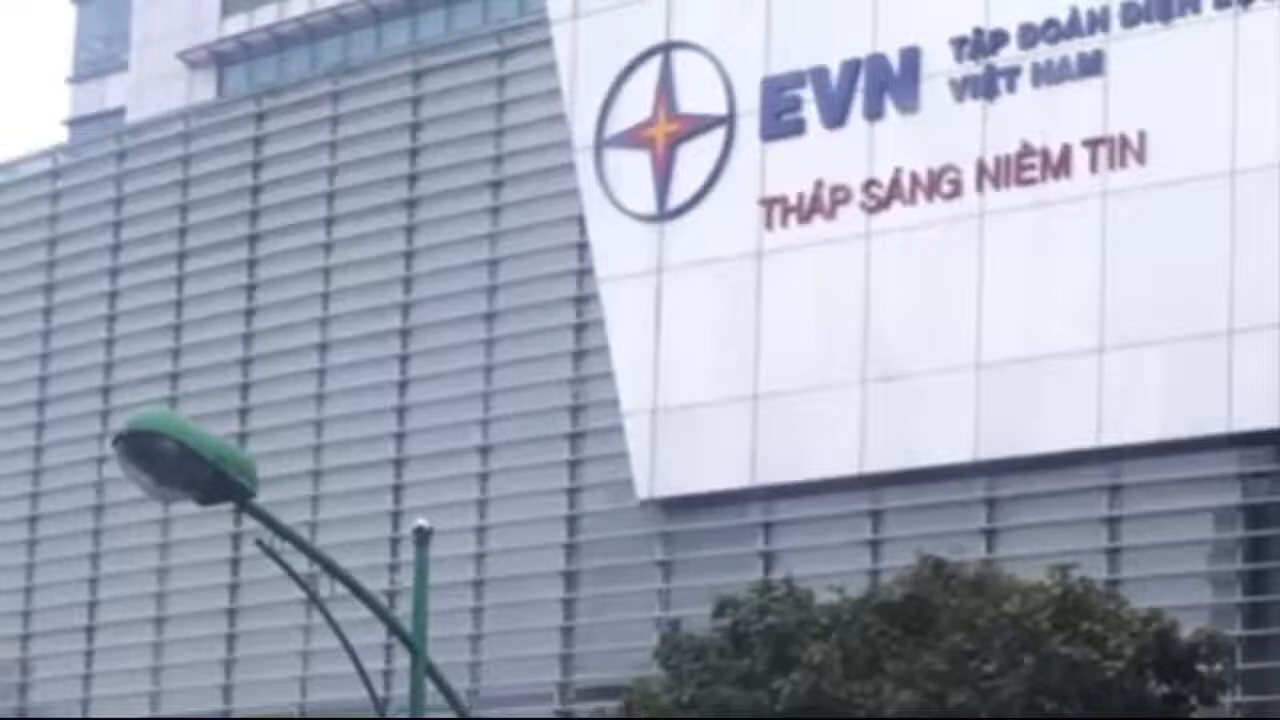 EVN
TẬP ĐOÀN ĐIỆN
VIỆT NAM
THẮP SÁNG NIỀM TIN